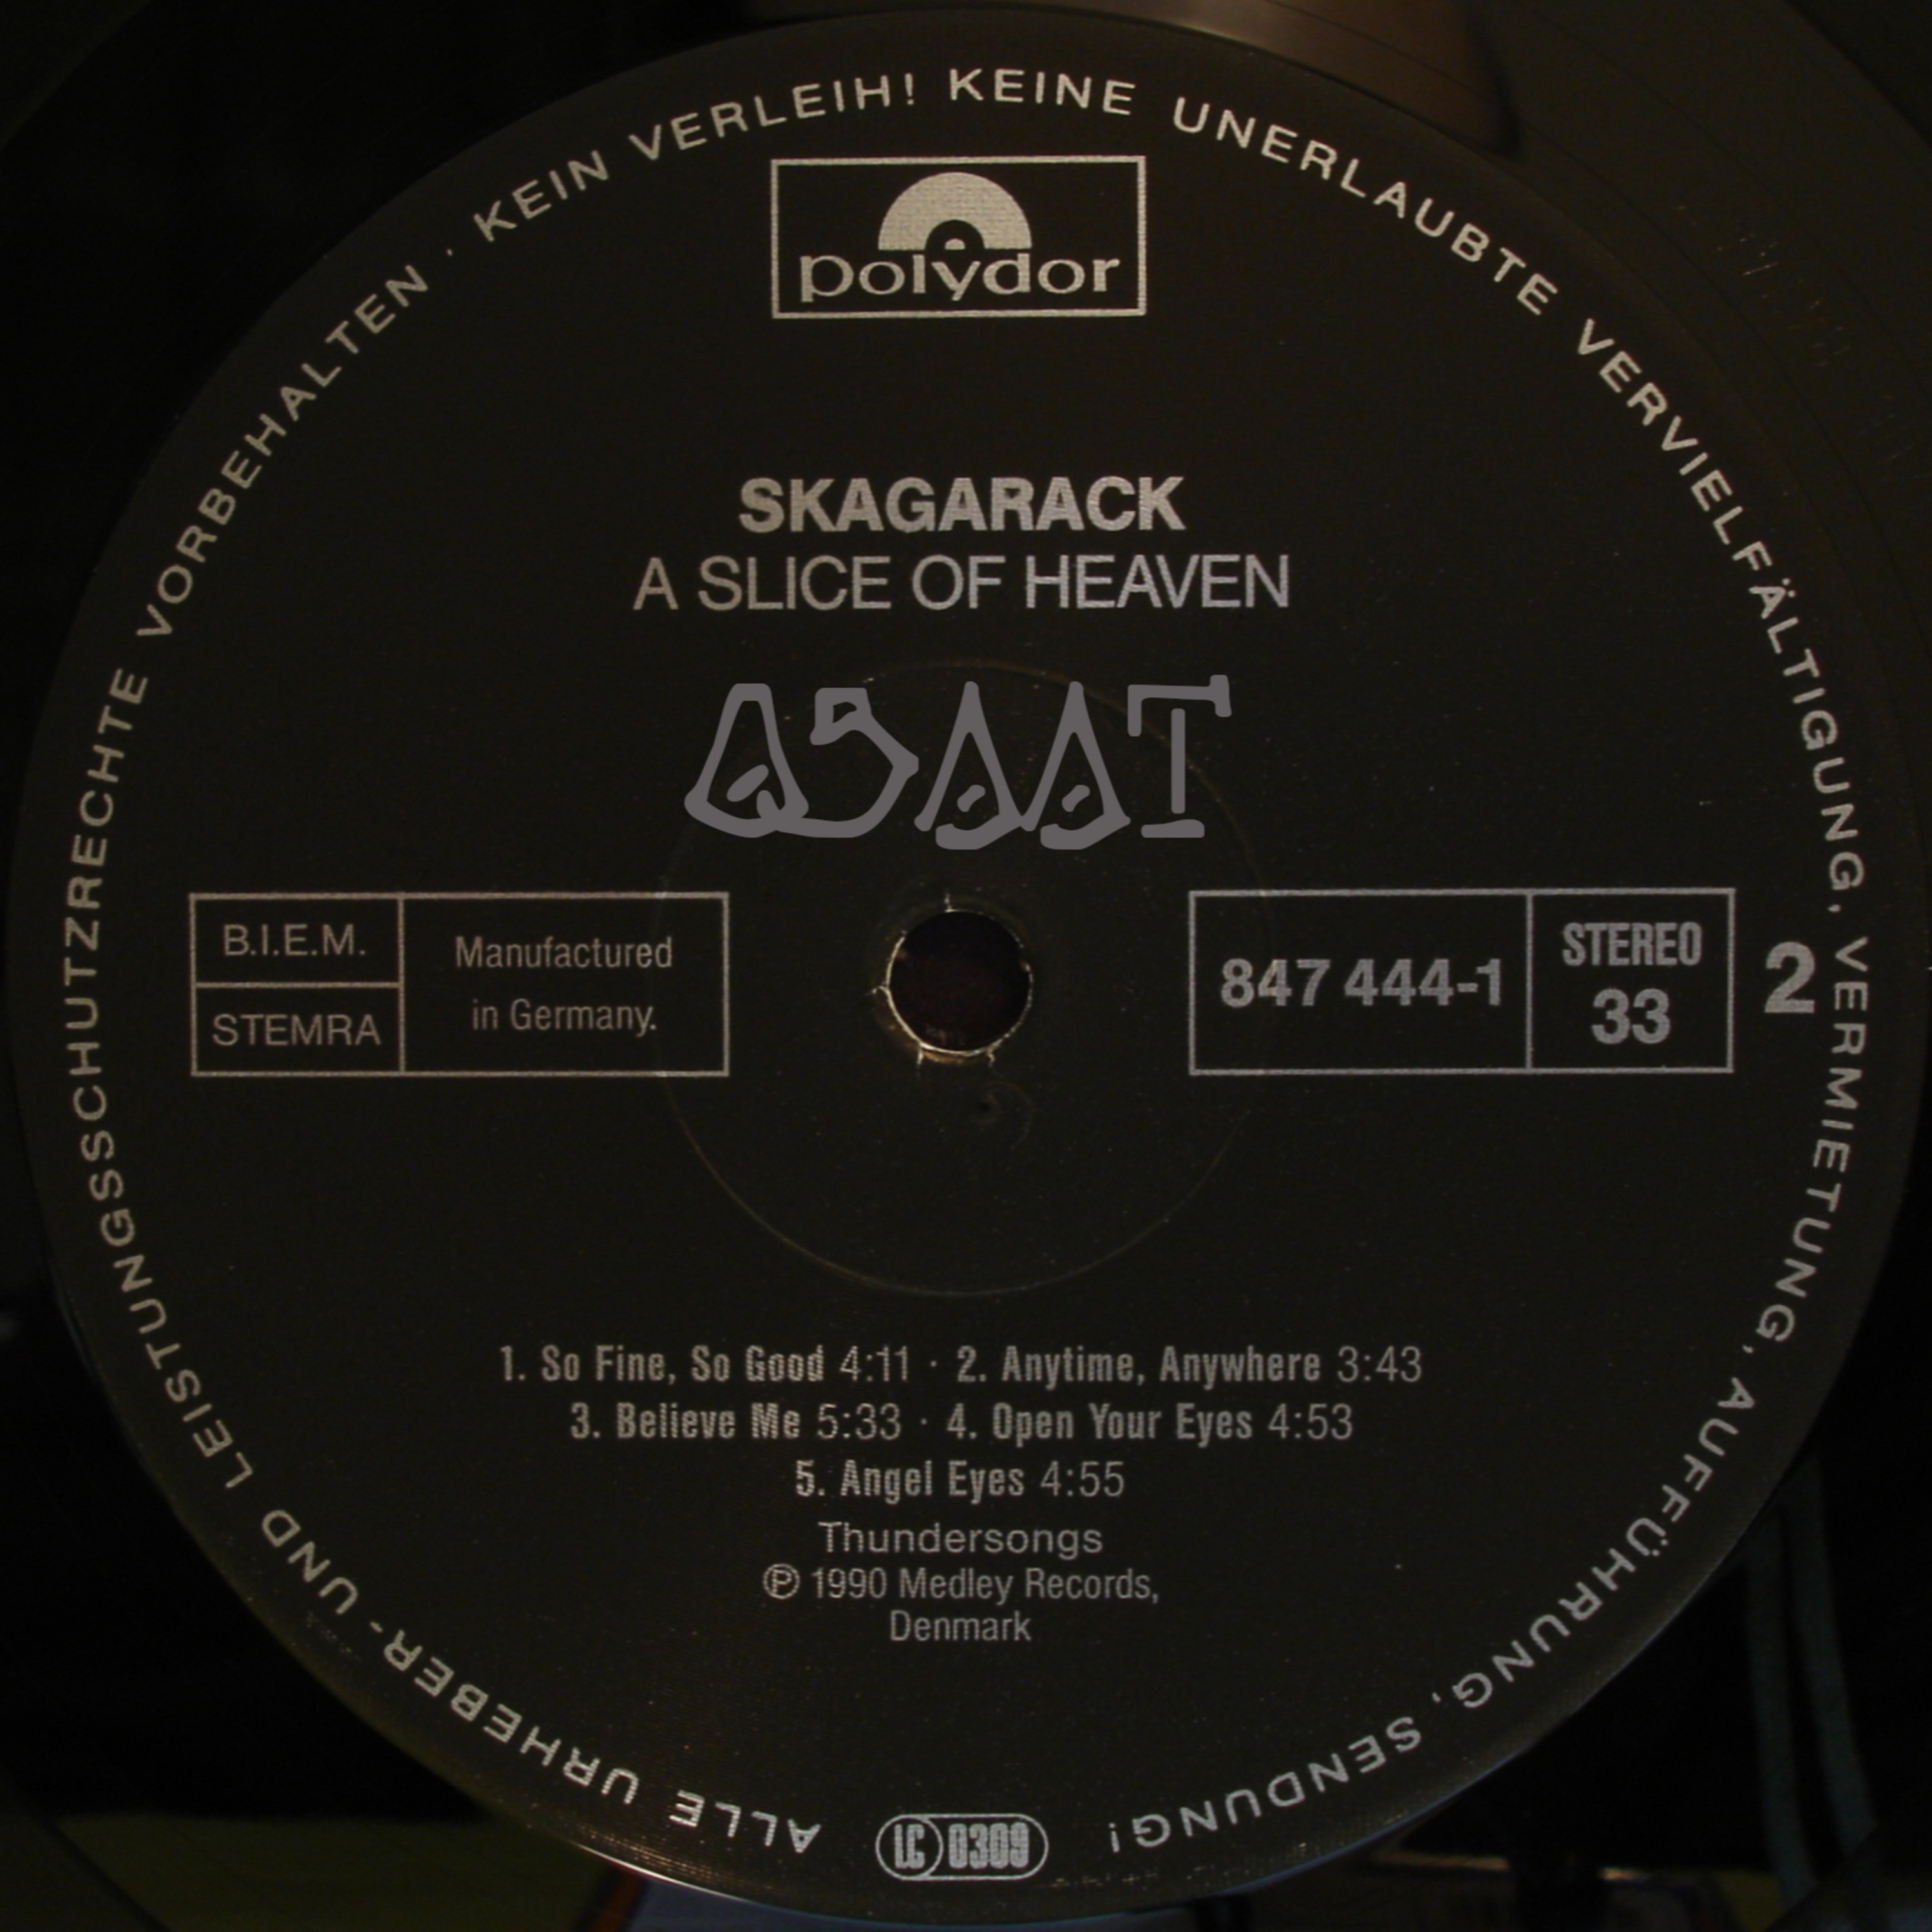 ALLE URHEBER- UND LEISTUNGSSCHUTZRECHTE VORBEHALTEN · KEIN VERLEIH! KEINE UNERLAUBTE VERVIELFÄLTIGUNG, VERMIETUNG, AUFFÜHRUNG, SENDUNG!
polydor
SKAGARACK
A SLICE OF HEAVEN
B.I.E.M.
STEMRA
Manufactured
in Germany.
847 444-1
STEREO
33
2
1. So Fine, So Good 4:11 · 2. Anytime, Anywhere 3:43
3. Believe Me 5:33 · 4. Open Your Eyes 4:53
5. Angel Eyes 4:55
Thundersongs
℗ 1990 Medley Records,
Denmark
LC 0309